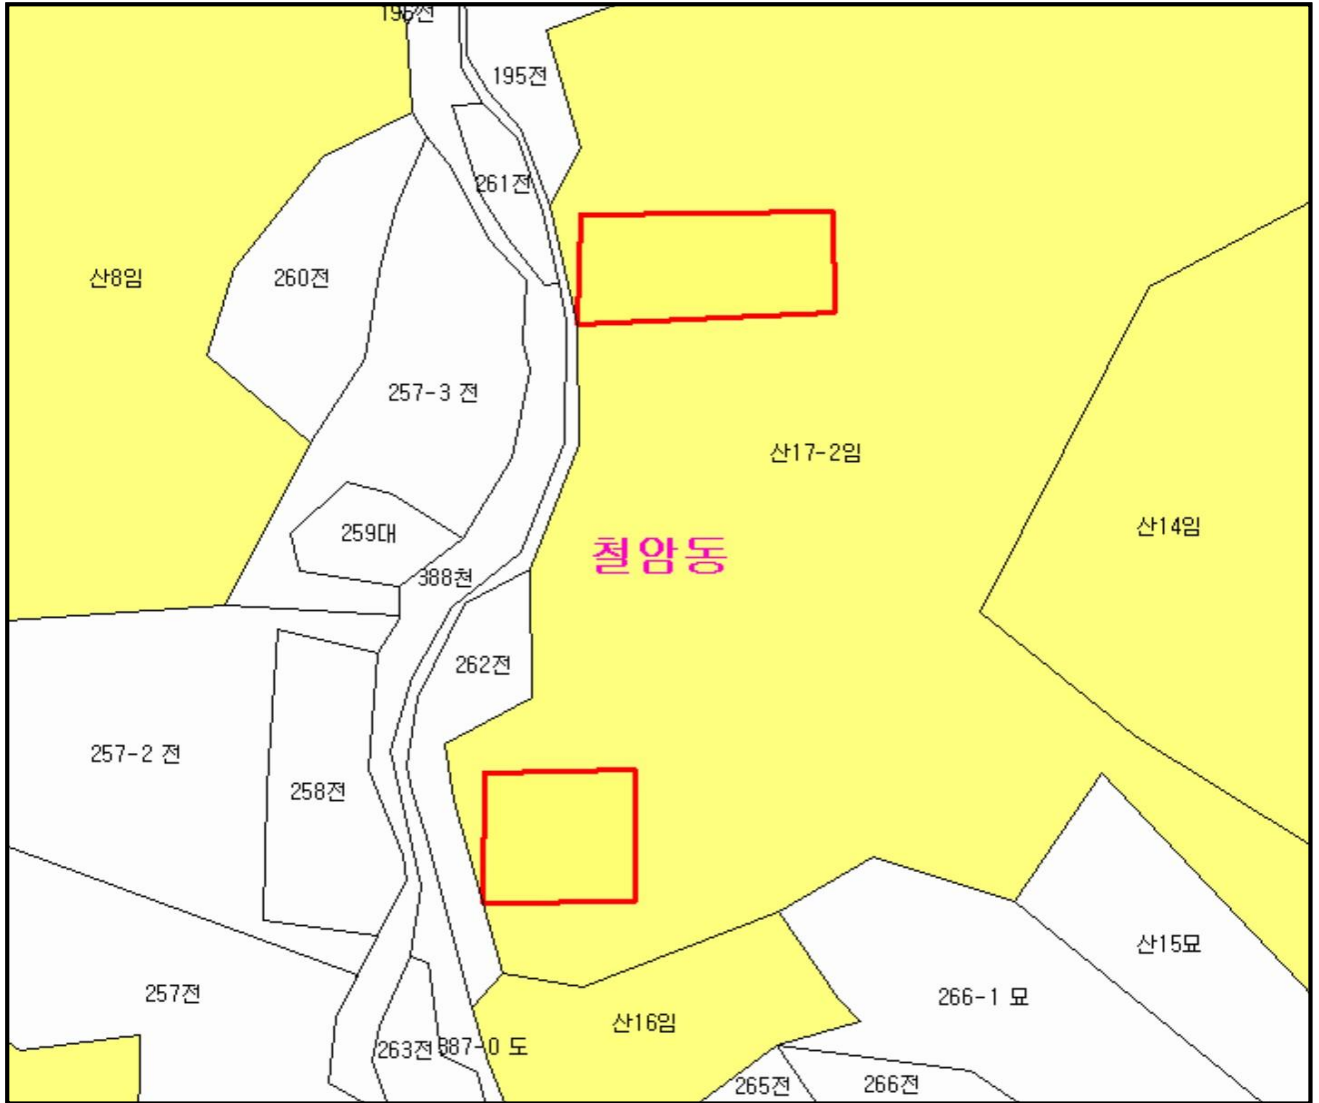 196전
195전
261전
산8임
260전
257-3 전
산17-2임
산14임
259대
철암동
388천
262전
257-2 전
258전
산15묘
257전
266-1 묘
산16임
263전
387-0 도
265전
266전